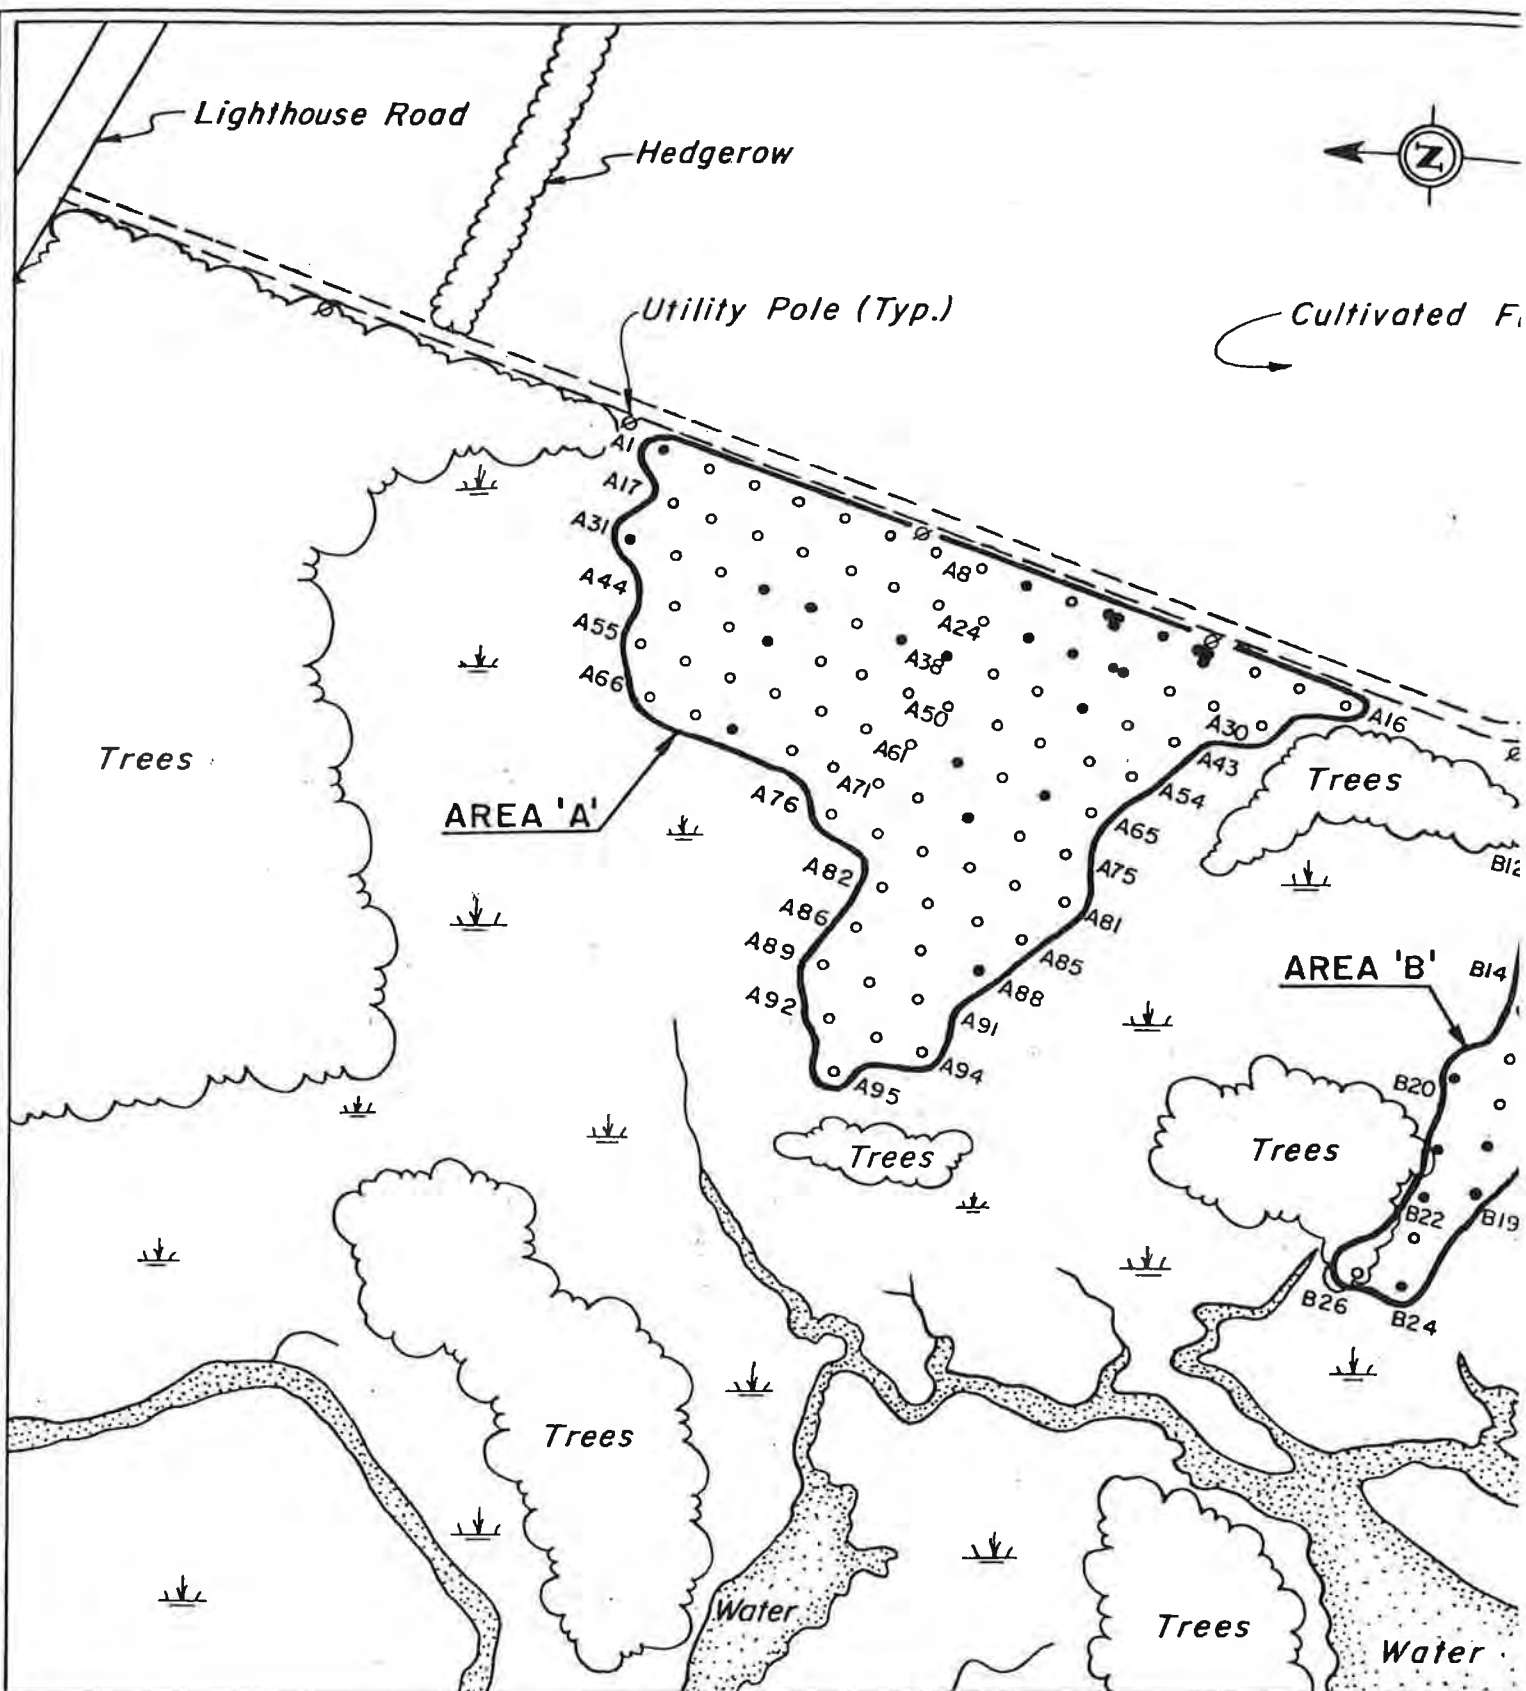 Lighthouse Road
Hedgerow
N
Utility Pole (Typ.)
Cultivated
A1
A17
A31
A8
A44
A24
A55
A38
A66
A50
A16
A30
A61
A43
Trees
Trees
A71
A76
A54
AREA 'A'
A65
B12
A82
A75
A86
A81
A89
A85
AREA 'B'
B14
A92
A88
A91
A94
B20
A95
Trees
Trees
B22
B19
B26
B24
Trees
Water
Trees
Water